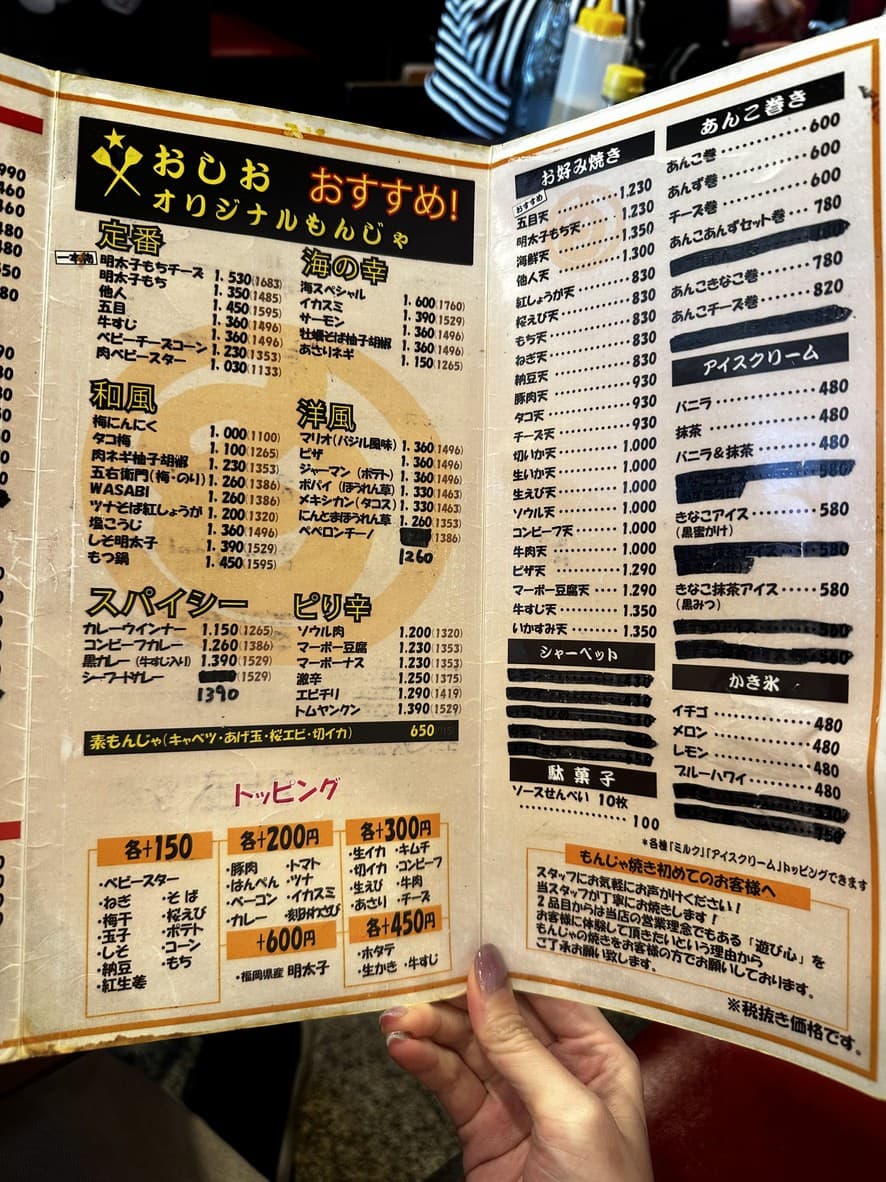 990
460
460
480
480
550
80
おしお おすすめ!
オリジナルもんじゃ
定番
明太子もちチーズ 1.530(1683)
明太子もち 1.350(1485)
他人 1.450(1595)
五目 1.360(1496)
牛すじ 1.360(1496)
ベビーチーズコーン 1.230(1353)
肉ベビースター 1.030(1133)
海の幸
海スペシャル 1.600(1760)
イカスミ 1.390(1529)
サーモン 1.360(1496)
牡蠣そば柚子胡椒 1.360(1496)
あさりネギ 1.150(1265)
和風
梅にんにく 1.000(1100)
タコ梅 1.100(1265)
肉ネギ柚子胡椒 1.230(1353)
五右衛門(梅・のり) 1.260(1386)
WASABI 1.260(1386)
ツナそば紅しょうが 1.200(1320)
塩こうじ 1.360(1496)
しそ明太子 1.390(1529)
もつ鍋 1.450(1595)
洋風
マリオ(バジル風味) 1.360(1496)
ピザ 1.360(1496)
ジャーマン(ポテト) 1.360(1496)
ポパイ(ほうれん草) 1.330(1463)
メキシカン(タコス) 1.330(1463)
にんとまほうれん草 1.260(1353)
ペペロンチーノ 1386)
1260
スパイシー
カレーウインナー 1.150(1265)
コンビーフカレー 1.260(1386)
黒カレー(牛すじ入り) 1.390(1529)
シーフードカレー (1529)
1390
ピリ辛
ソウル肉 1.200(1320)
マーボー豆腐 1.230(1353)
マーボーナス 1.230(1353)
激辛 1.250(1375)
エビチリ 1.290(1419)
トムヤンクン 1.390(1529)
素もんじゃ(キャベツ・あげ玉・桜エビ・切イカ) 650
トッピング
各+150
・ベビースター
・ねぎ ・そば
・梅干 ・桜えび
・玉子 ・ポテト
・しそ ・コーン
・納豆 ・もち
・紅生姜
各+200円
・豚肉 ・トマト
・はんぺん ・ツナ
・ベーコン ・イカスミ
・カレー ・刻みわさび
+600円
・福岡県産 明太子
各+300円
・生イカ ・キムチ
・切イカ ・コンビーフ
・生えび ・牛肉
・あさり ・チーズ
各+450円
・ホタテ
・生かき ・牛すじ
お好み焼き
おすすめ
五目天 1.230
明太子もち天 1.230
海鮮天 1.350
他人天 1.300
紅しょうが天 830
桜えび天 830
もち天 830
ねぎ天 830
納豆天 830
豚肉天 930
タコ天 930
チーズ天 930
切いか天 1.000
生いか天 1.000
生えび天 1.000
ソウル天 1.000
コンビーフ天 1.000
牛肉天 1.000
ピザ天 1.290
マーボー豆腐天 1.290
牛すじ天 1.350
いかすみ天 1.350
シャーベット
駄菓子
ソースせんべい 10枚
100
あんこ巻き
あんこ巻 600
あんず巻 600
チーズ巻 600
あんこあんずセット巻 780
あんこきなこ巻 780
あんこチーズ巻 820
アイスクリーム
バニラ 480
抹茶 480
バニラ&抹茶 480
きなこアイス 580
(黒蜜がけ)
きなこ抹茶アイス 580
(黒みつ)
かき氷
イチゴ 480
メロン 480
レモン 480
ブルーハワイ 480
*各種「ミルク」「アイスクリーム」トッピングできます
もんじゃ焼き初めてのお客様へ
スタッフにお気軽にお声がけください!
当スタッフが丁寧にお焼きします!
2品目からは当店の営業理念でもある「遊び心」を
お客様に体験して頂きたいという理由から
もんじゃの焼きをお客様の方でお願いしております。
ご了承お願い致します。
※税抜き価格です。